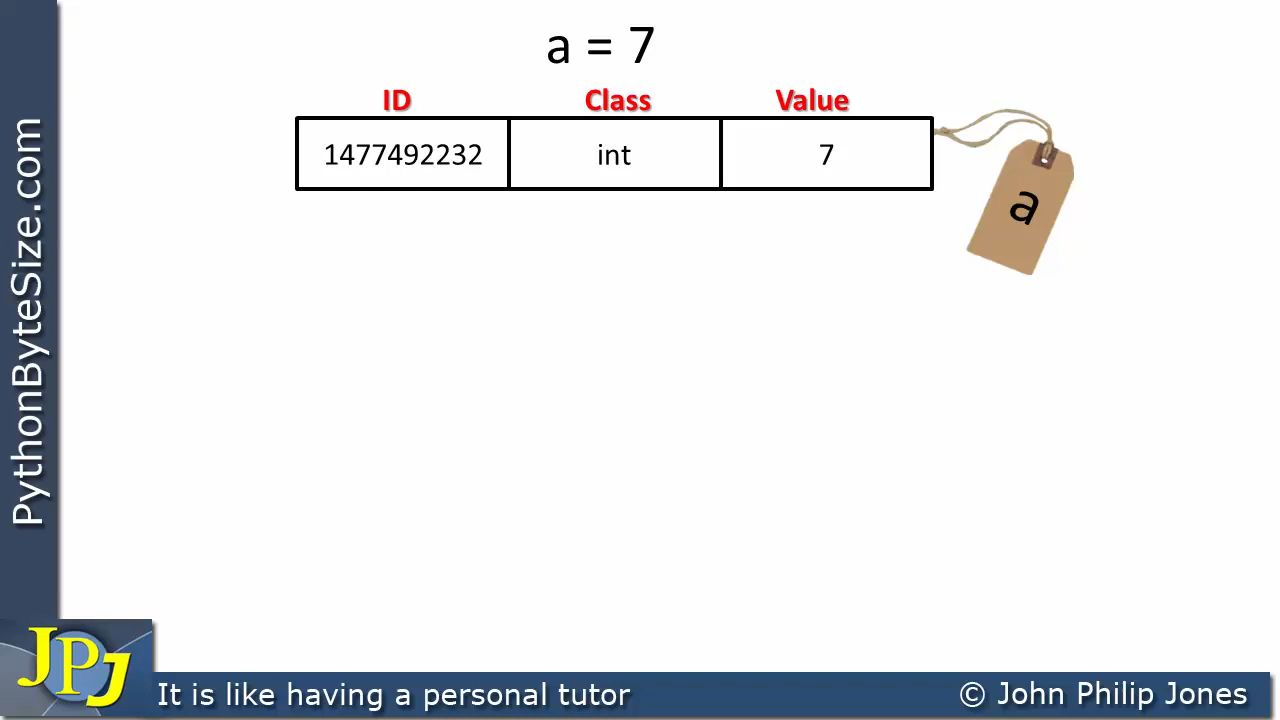 a = 7
ID Class Value
1477492232 int 7
a
PythonByteSize.com
JPJ
It is like having a personal tutor
© John Philip Jones